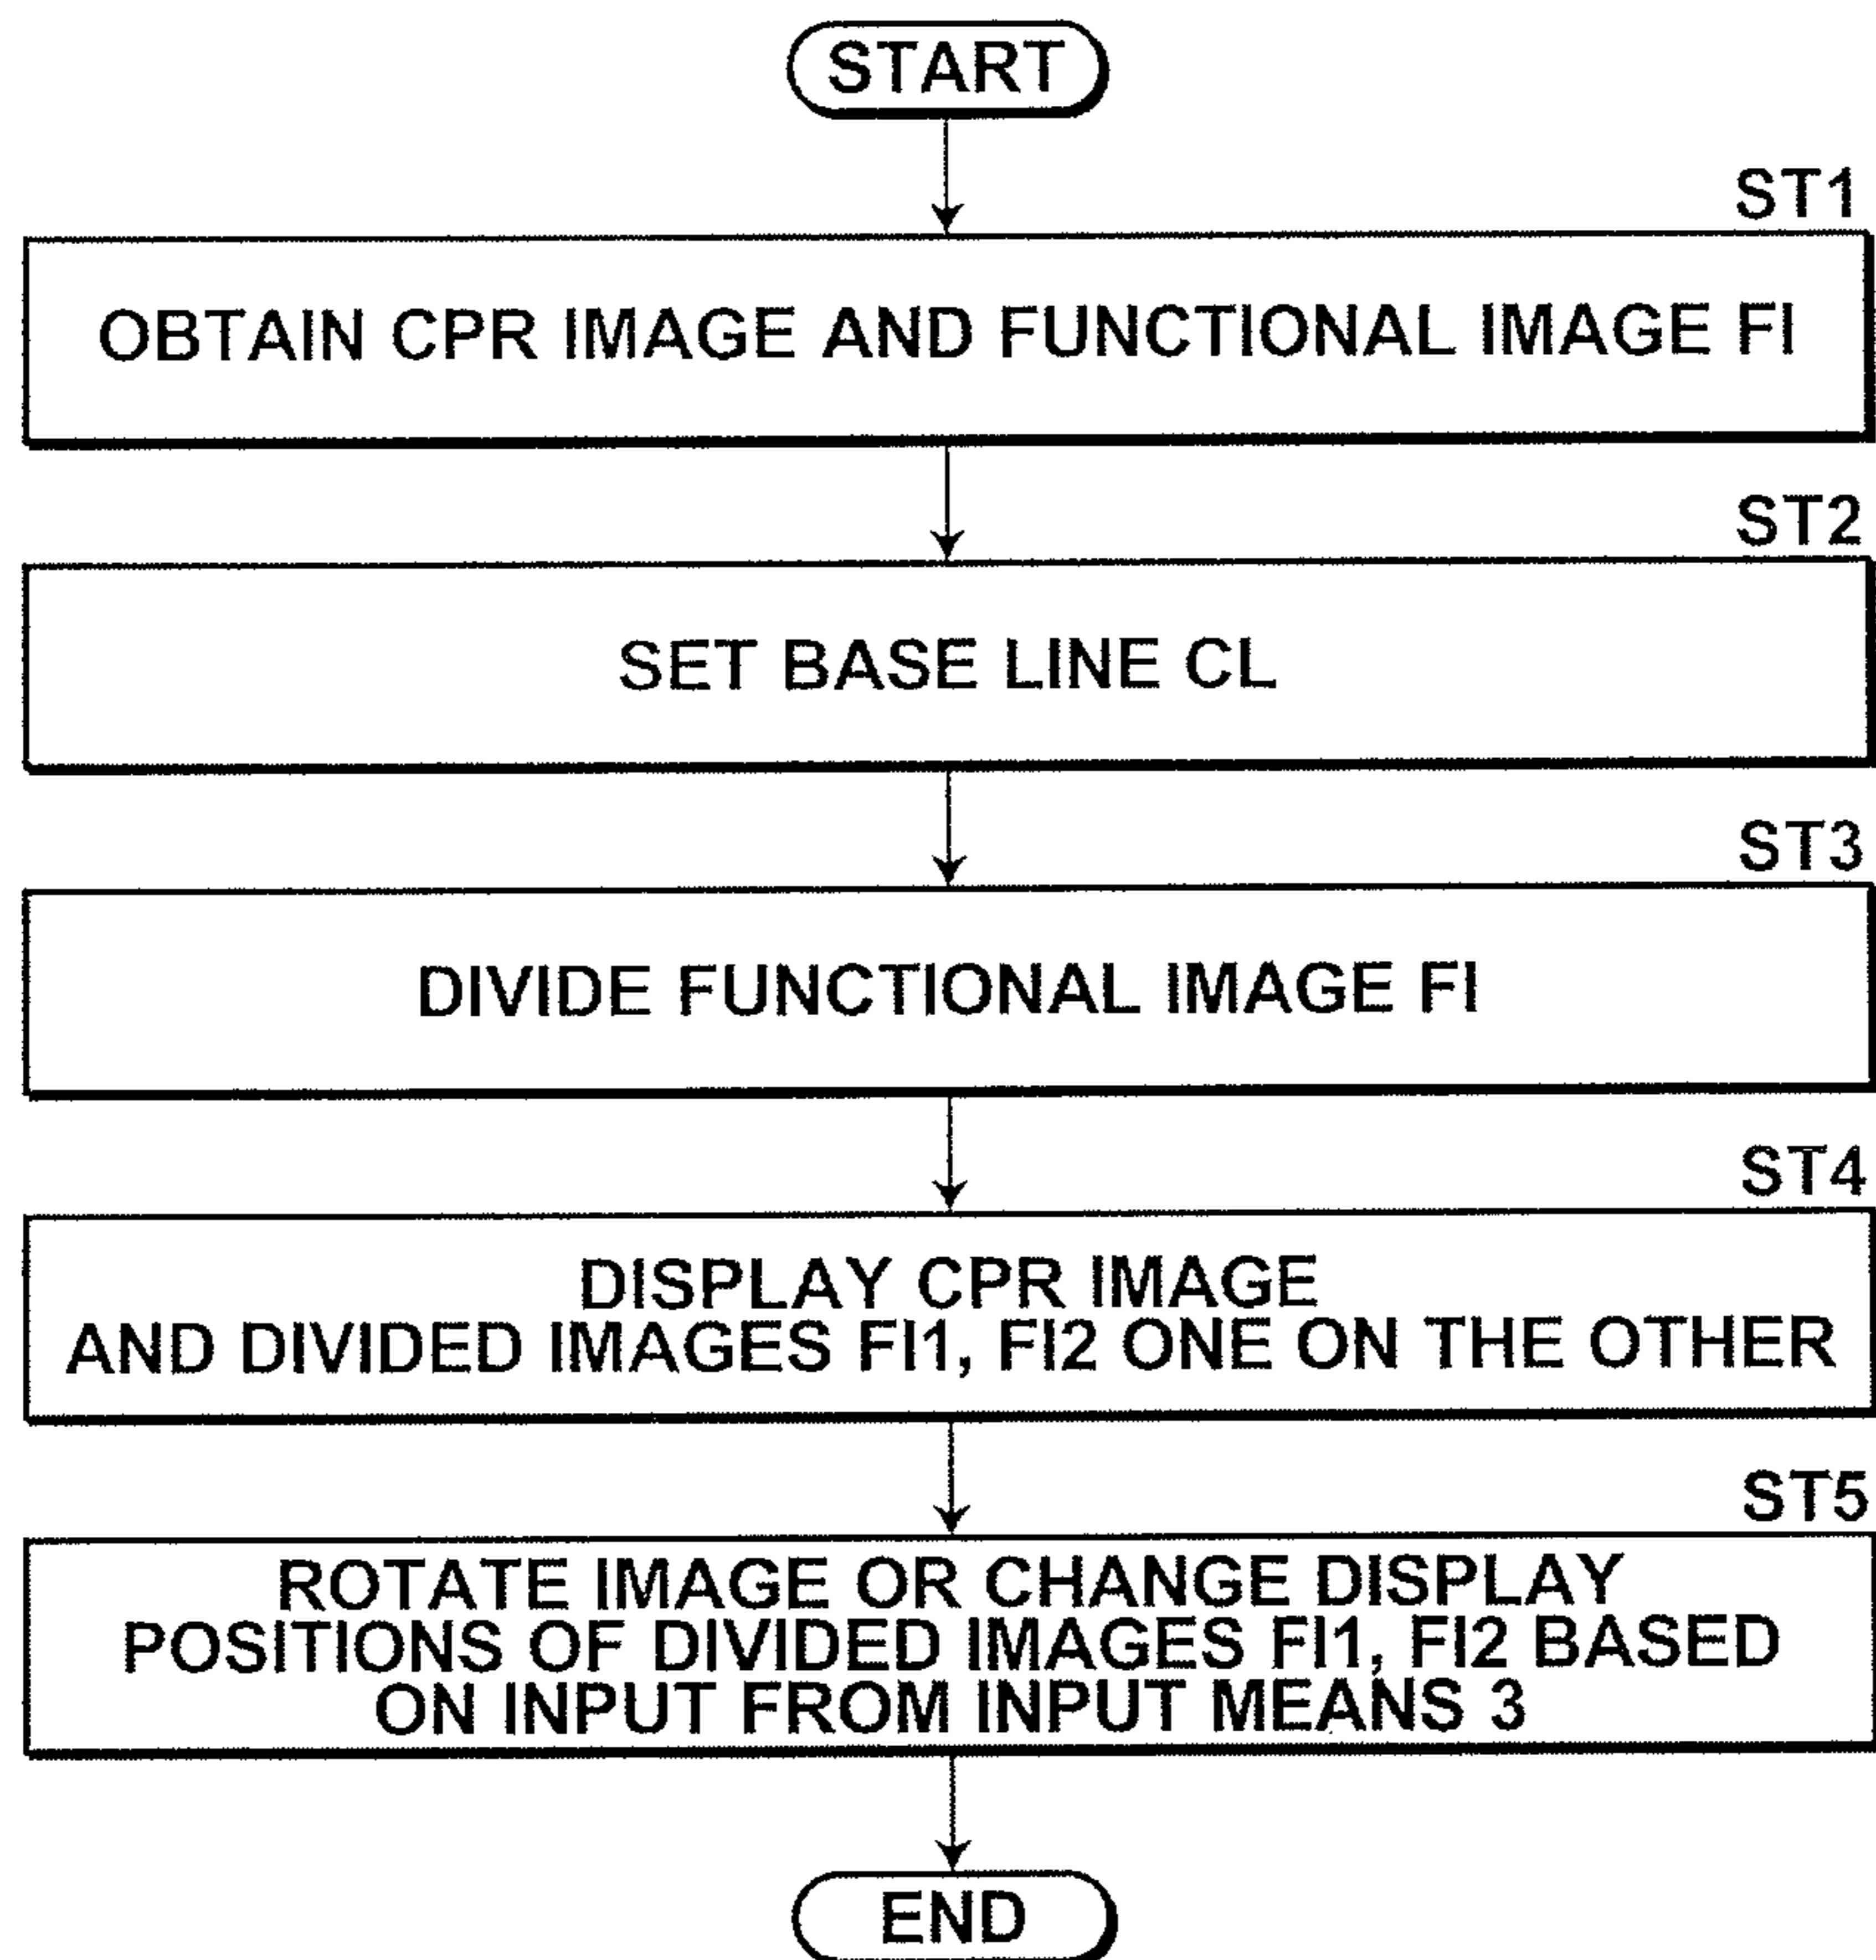 START
ST1
OBTAIN CPR IMAGE AND FUNCTIONAL IMAGE FI
ST2
SET BASE LINE CL
ST3
DIVIDE FUNCTIONAL IMAGE FI
ST4
DISPLAY CPR IMAGE
AND DIVIDED IMAGES FI1, FI2 ONE ON THE OTHER
ST5
ROTATE IMAGE OR CHANGE DISPLAY
POSITIONS OF DIVIDED IMAGES FI1, FI2 BASED
ON INPUT FROM INPUT MEANS 3
END